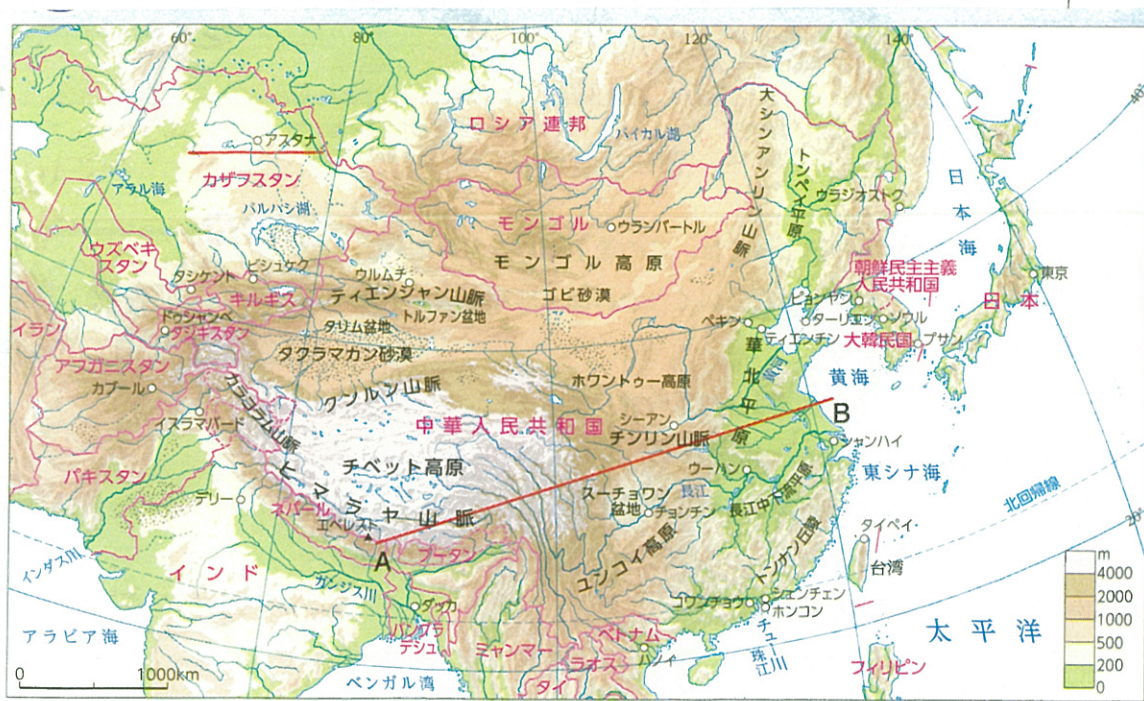 60°
80°
100°
120°
140°
40°
ロシア連邦
バイカル湖
大シンアンリン山脈
トンペイ平原
アスタナ
カザフスタン
アラル海
バルハシ湖
ウラジオストク
日本海
モンゴル
ウランバートル
モンゴル高原
ウズベキ
スタン
タシケント
ビシュケク
ウルムチ
ティエンシャン山脈
ゴビ砂漠
朝鮮民主主義
人民共和国
東京
日本
キルギス
トルファン盆地
ピョンヤン
ドゥシャンベ
タジキスタン
タリム盆地
ペキン
ターリエン
ソウル
イラン
ティエンチン
大韓民国
プサン
アフガニスタン
タクラマカン砂漠
華北平原
黄河
黄海
カブール
カラコラム山脈
クンルン山脈
ホワントゥー高原
イスラマバード
中華人民共和国
シーアン
チンリン山脈
B
シャンハイ
パキスタン
チベット高原
ウーハン
東シナ海
デリー
ヒマラヤ山脈
スーチョワン
盆地
長江
長江中下流平原
チョンチン
北回帰線
20°
ネパール
エベレスト
A
ブータン
ユンコイ高原
トンナン丘陵
タイペイ
台湾
インダス川
インド
ガンジス川
ダッカ
コワンチョウ
シェンチェン
ホンコン
チュー川
珠江
バングラ
デシュ
ミャンマー
ベトナム
ラオス
ハノイ
タイ
アラビア海
ベンガル湾
太平洋
フィリピン
0
1000km
m
4000
2000
1000
500
200
0